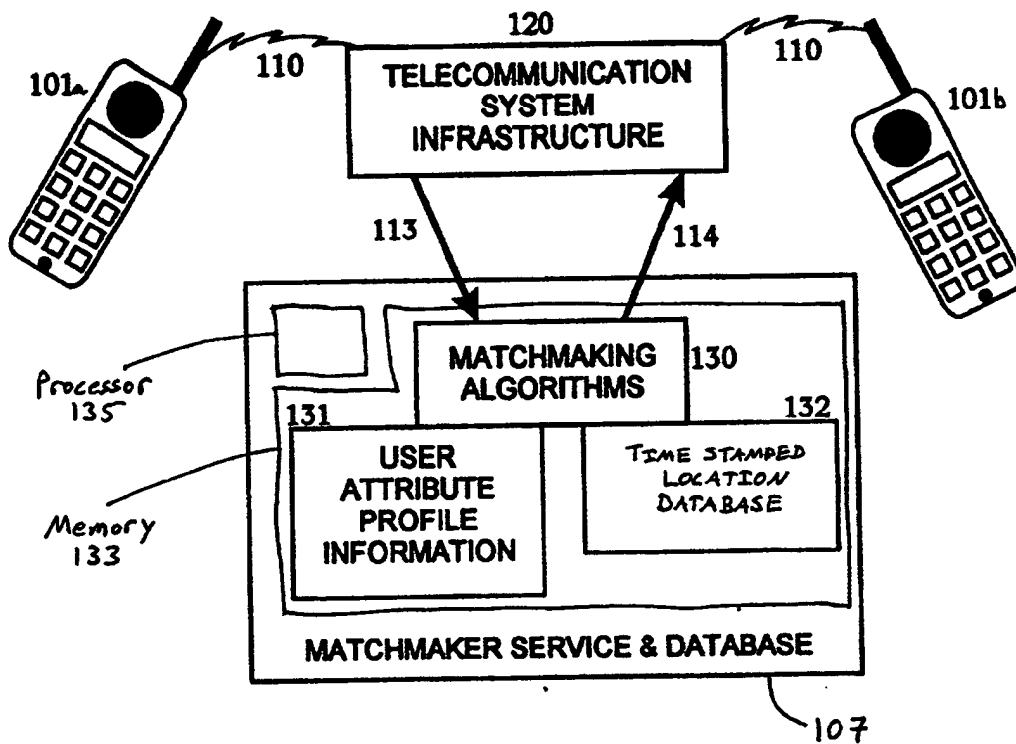 120
110
110
101a
101b
TELECOMMUNICATION
SYSTEM
INFRASTRUCTURE
113
114
MATCHMAKING
ALGORITHMS
130
Processor
135
131
132
USER
ATTRIBUTE
PROFILE
INFORMATION
TIME STAMPED
LOCATION
DATABASE
Memory
133
MATCHMAKER SERVICE & DATABASE
107